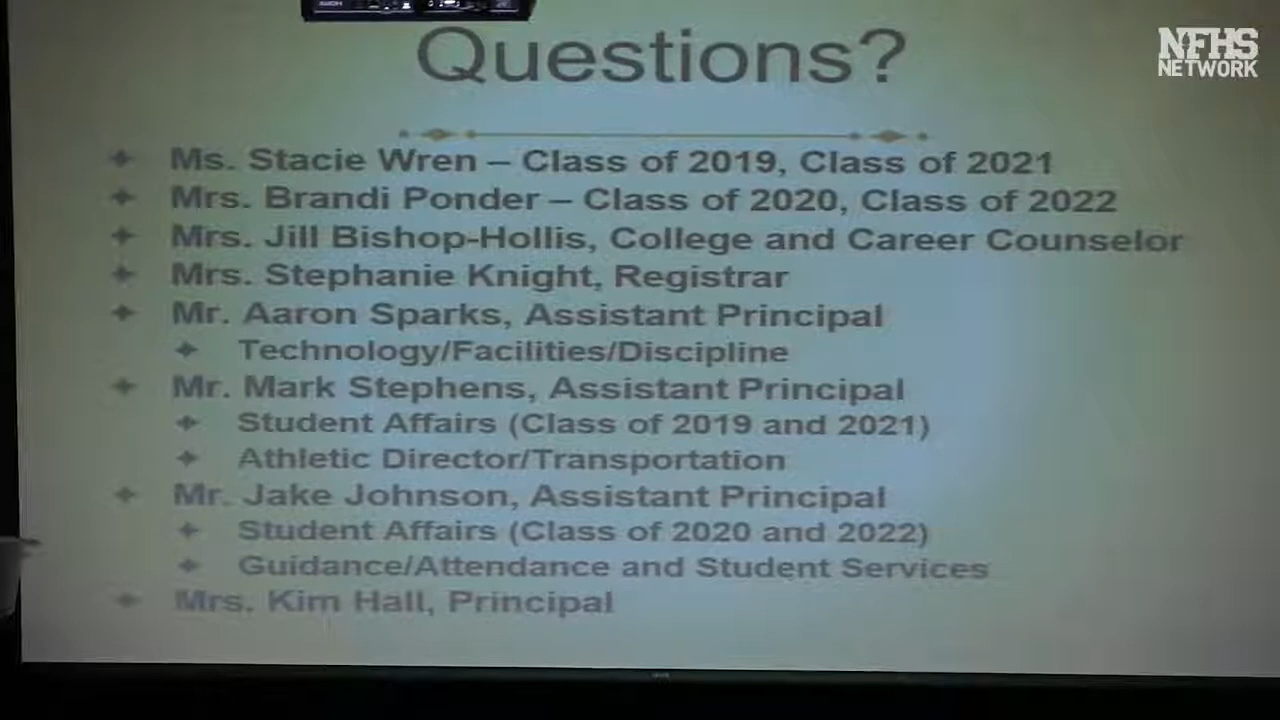 Questions?
NFHS
NETWORK
Ms. Stacie Wren – Class of 2019, Class of 2021
Mrs. Brandi Ponder – Class of 2020, Class of 2022
Mrs. Jill Bishop-Hollis, College and Career Counselor
Mrs. Stephanie Knight, Registrar
Mr. Aaron Sparks, Assistant Principal
Technology/Facilities/Discipline
Mr. Mark Stephens, Assistant Principal
Student Affairs (Class of 2019 and 2021)
Athletic Director/Transportation
Mr. Jake Johnson, Assistant Principal
Student Affairs (Class of 2020 and 2022)
Guidance/Attendance and Student Services
Mrs. Kim Hall, Principal